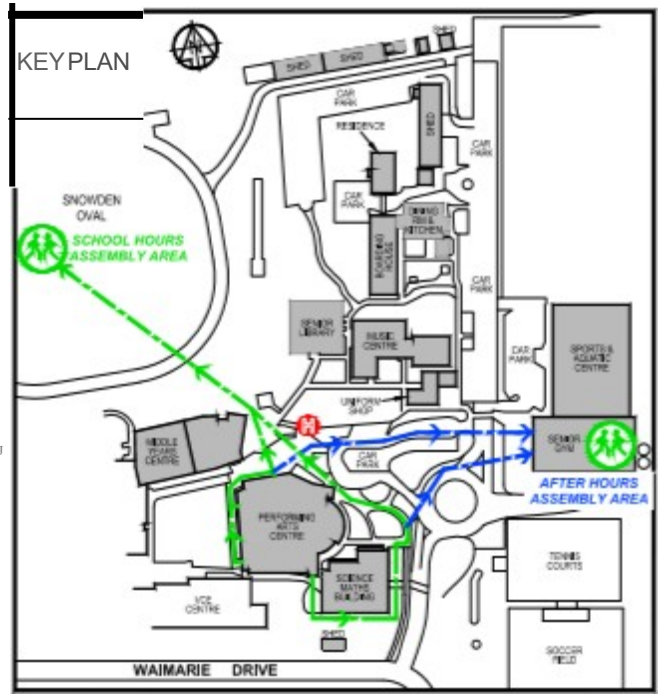 KEYPLAN
N
SHED
SHED
SHED
CAR
PARK
RESIDENCE
SHED
CAR
PARK
CAR
PARK
SNOWDEN
OVAL
DINING
RM &
KITCHEN
BOARDING
HOUSE
SCHOOL HOURS
ASSEMBLY AREA
CAR
PARK
SENIOR
LIBRARY
MUSIC
CENTRE
CAR
PARK
SPORTS &
AQUATIC
CENTRE
UNIFORM
SHOP
H
MIDDLE
YEARS
CENTRE
CAR
PARK
SENIOR
GYM
AFTER HOURS
ASSEMBLY AREA
PERFORMING
ARTS
CENTRE
SCIENCE
MATHS
BUILDING
TENNIS
COURTS
VCE
CENTRE
SHED
SOCCER
FIELD
WAIMARIE DRIVE